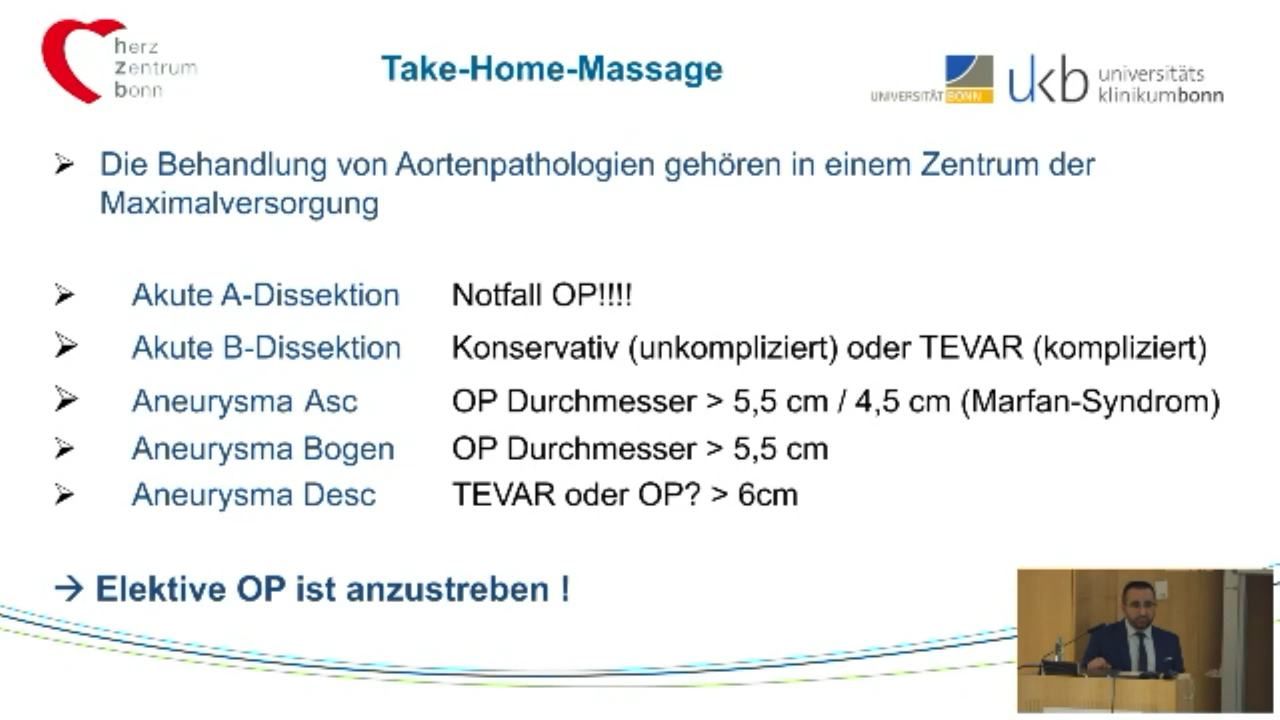 herz
zentrum
bonn
Take-Home-Massage
UNIVERSITÄT BONN
ukb universitäts
klinikumbonn
➢ Die Behandlung von Aortenpathologien gehören in einem Zentrum der
Maximalversorgung
➢ Akute A-Dissektion Notfall OP!!!!
➢ Akute B-Dissektion Konservativ (unkompliziert) oder TEVAR (kompliziert)
➢ Aneurysma Asc OP Durchmesser > 5,5 cm / 4,5 cm (Marfan-Syndrom)
➢ Aneurysma Bogen OP Durchmesser > 5,5 cm
➢ Aneurysma Desc TEVAR oder OP? > 6cm
→ Elektive OP ist anzustreben !